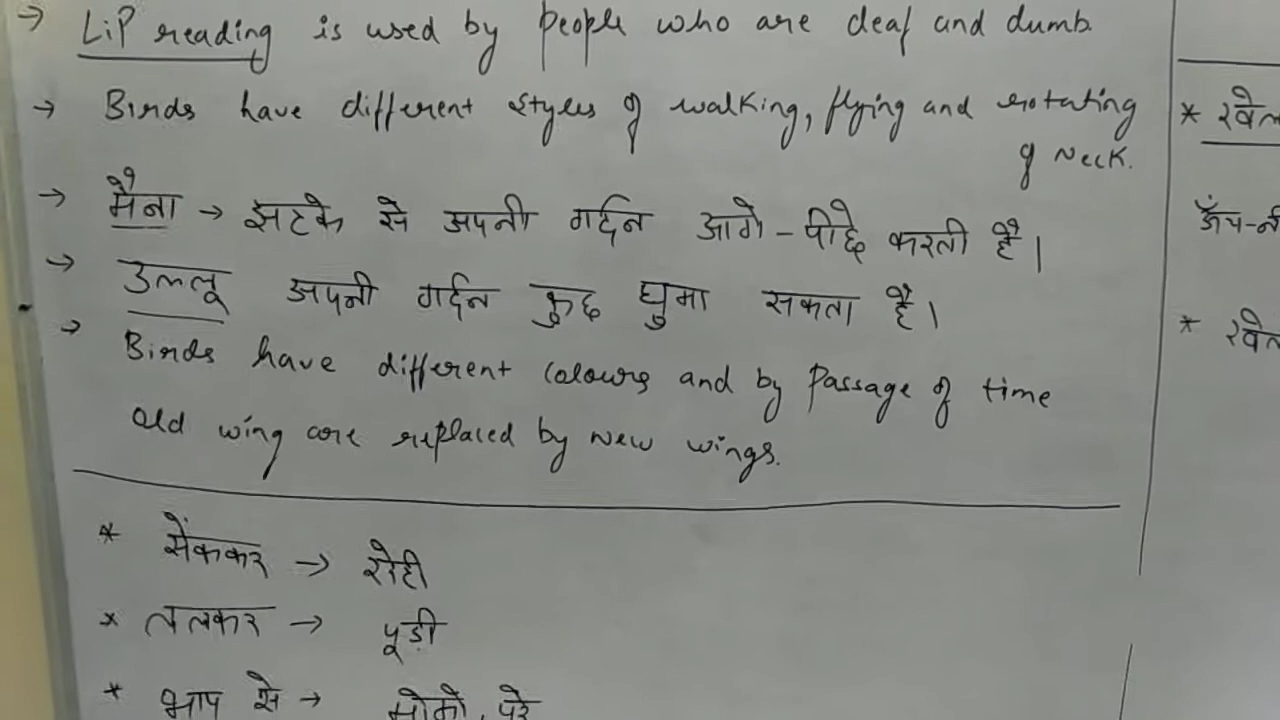 → Lip reading is used by people who are deaf and dumb.
→ Birds have different styles of walking, flying and rotating
of neck.
→ मैना → झटके से अपनी गर्दन आगे - पीछे करती है।
→ उल्लू अपनी गर्दन कुछ घुमा सकता है।
→ Birds have different colours and by passage of time
old wing are replaced by new wings.
* सेंककर → रोटी
* तलकर → पूड़ी
* भाप से → मोमो,
*
ऊँच-नी
*